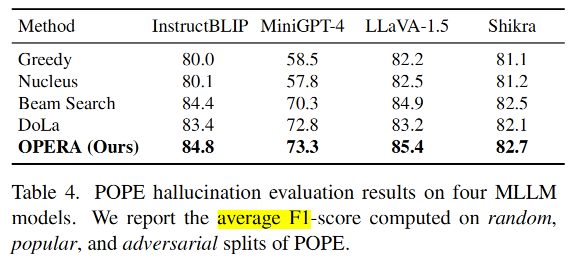 Method InstructBLIP MiniGPT-4 LLaVA-1.5 Shikra
Greedy 80.0 58.5 82.2 81.1
Nucleus 80.1 57.8 82.5 81.2
Beam Search 84.4 70.3 84.9 82.5
DoLa 83.4 72.8 83.2 82.1
OPERA (Ours) 84.8 73.3 85.4 82.7
Table 4. POPE hallucination evaluation results on four MLLM
models. We report the average F1-score computed on random,
popular, and adversarial splits of POPE.